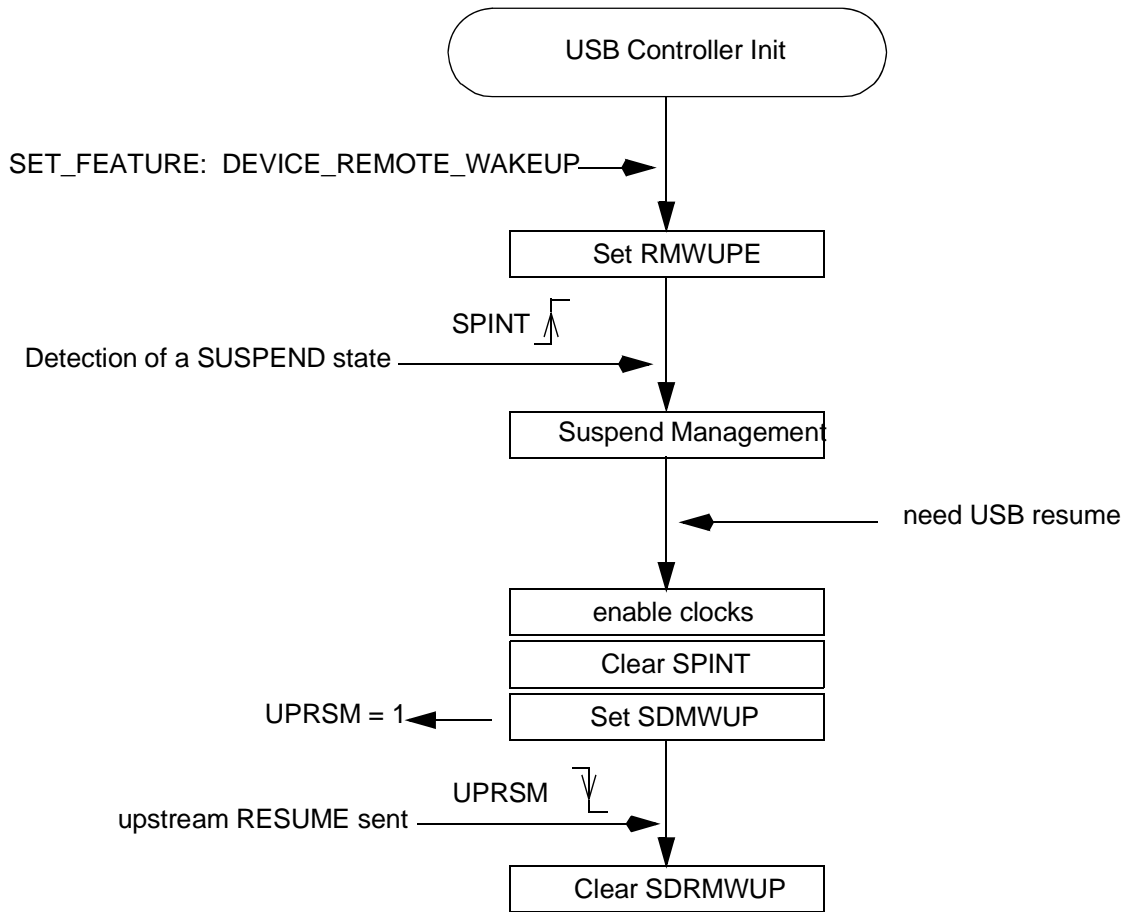 USB Controller Init
SET_FEATURE: DEVICE_REMOTE_WAKEUP
Set RMWUPE
SPINT
Detection of a SUSPEND state
Suspend Management
need USB resume
enable clocks
Clear SPINT
UPRSM = 1
Set SDMWUP
UPRSM
upstream RESUME sent
Clear SDRMWUP